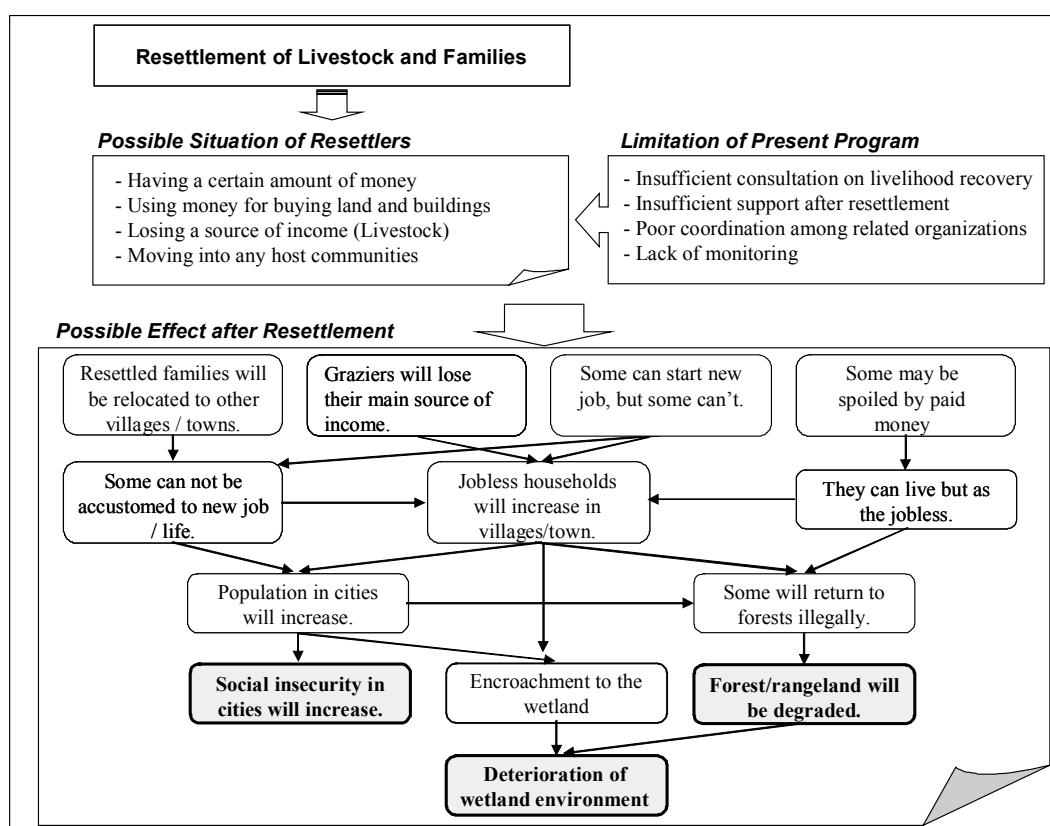 Resettlement of Livestock and Families
Possible Situation of Resettlers
- Having a certain amount of money
- Using money for buying land and buildings
- Losing a source of income (Livestock)
- Moving into any host communities
Limitation of Present Program
- Insufficient consultation on livelihood recovery
- Insufficient support after resettlement
- Poor coordination among related organizations
- Lack of monitoring
Possible Effect after Resettlement
Resettled families will
be relocated to other
villages / towns.
Graziers will lose
their main source of
income.
Some can start new
job, but some can’t.
Some may be
spoiled by paid
money
Some can not be
accustomed to new job
/ life.
Jobless households
will increase in
villages/town.
They can live but as
the jobless.
Population in cities
will increase.
Some will return to
forests illegally.
Social insecurity in
cities will increase.
Encroachment to the
wetland
Forest/rangeland will
be degraded.
Deterioration of
wetland environment